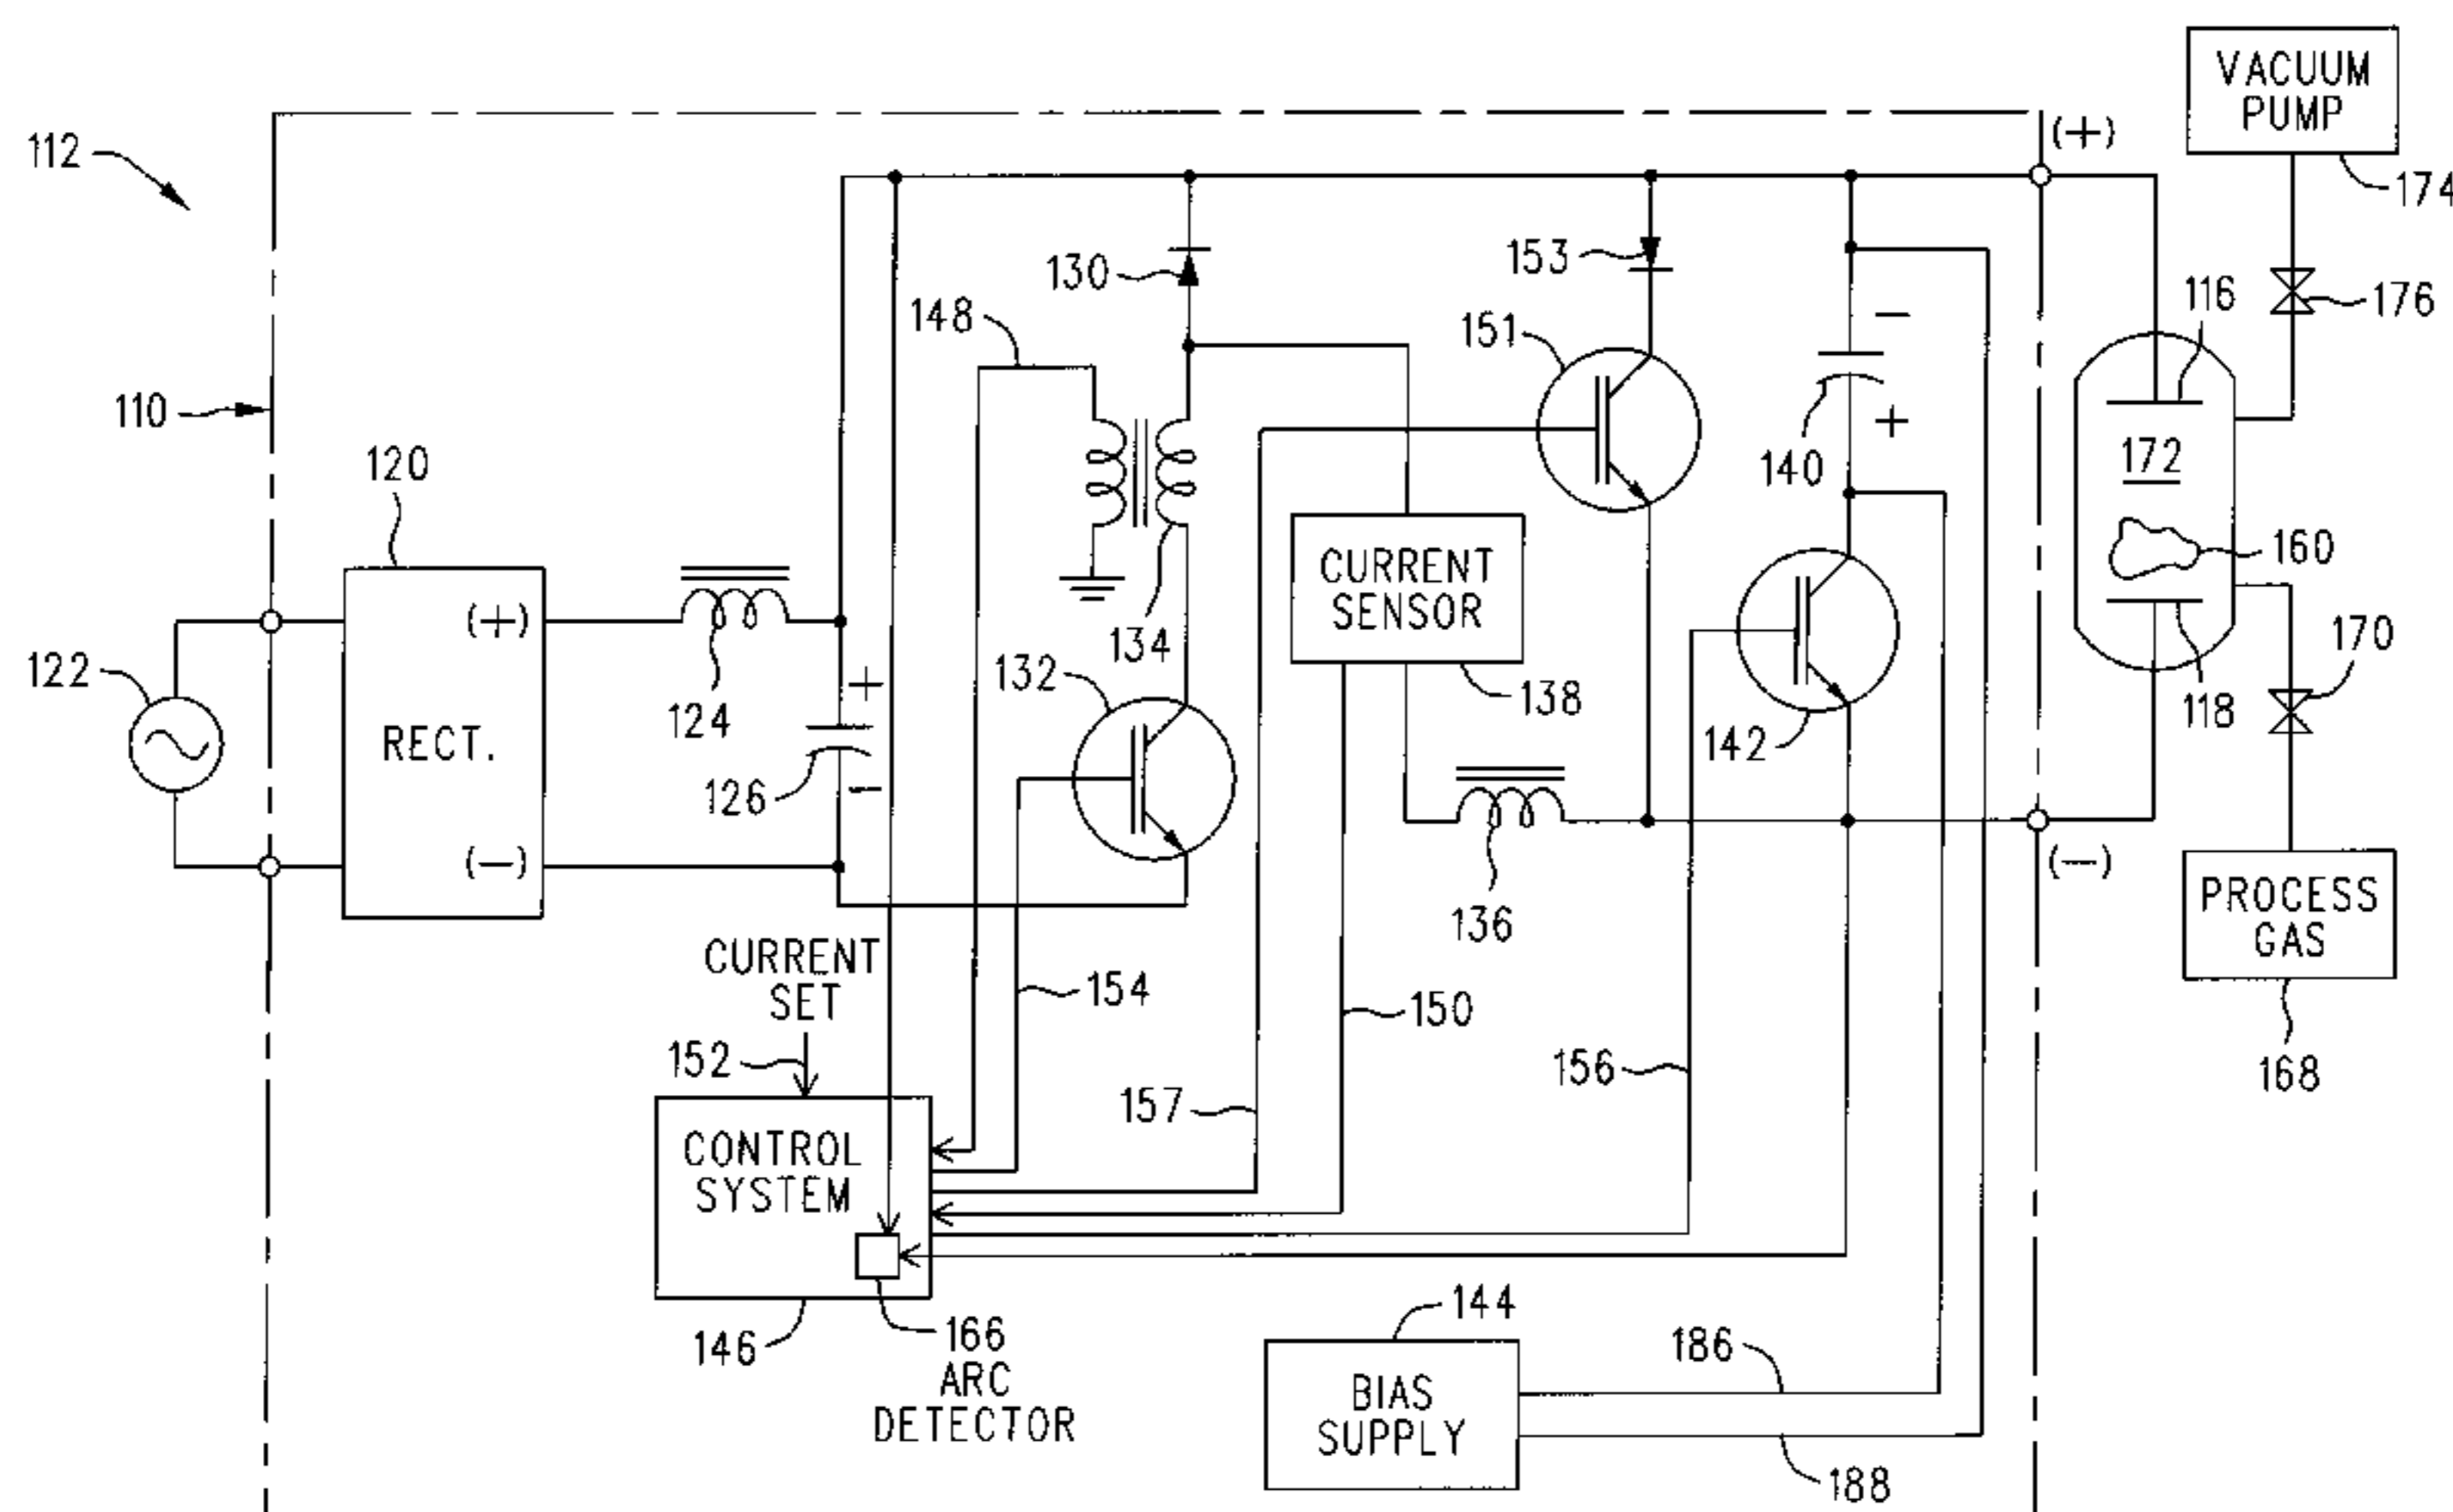 VACUUM
PUMP
174
176
112
(+)
110
148
130
153
151
116
140
−
+
172
160
120
RECT.
(+)
(−)
122
124
126
+
−
134
132
CURRENT
SENSOR
138
136
142
118
170
(−)
PROCESS
GAS
168
CURRENT
SET
152
154
150
157
156
CONTROL
SYSTEM
146
166
ARC
DETECTOR
144
BIAS
SUPPLY
186
188